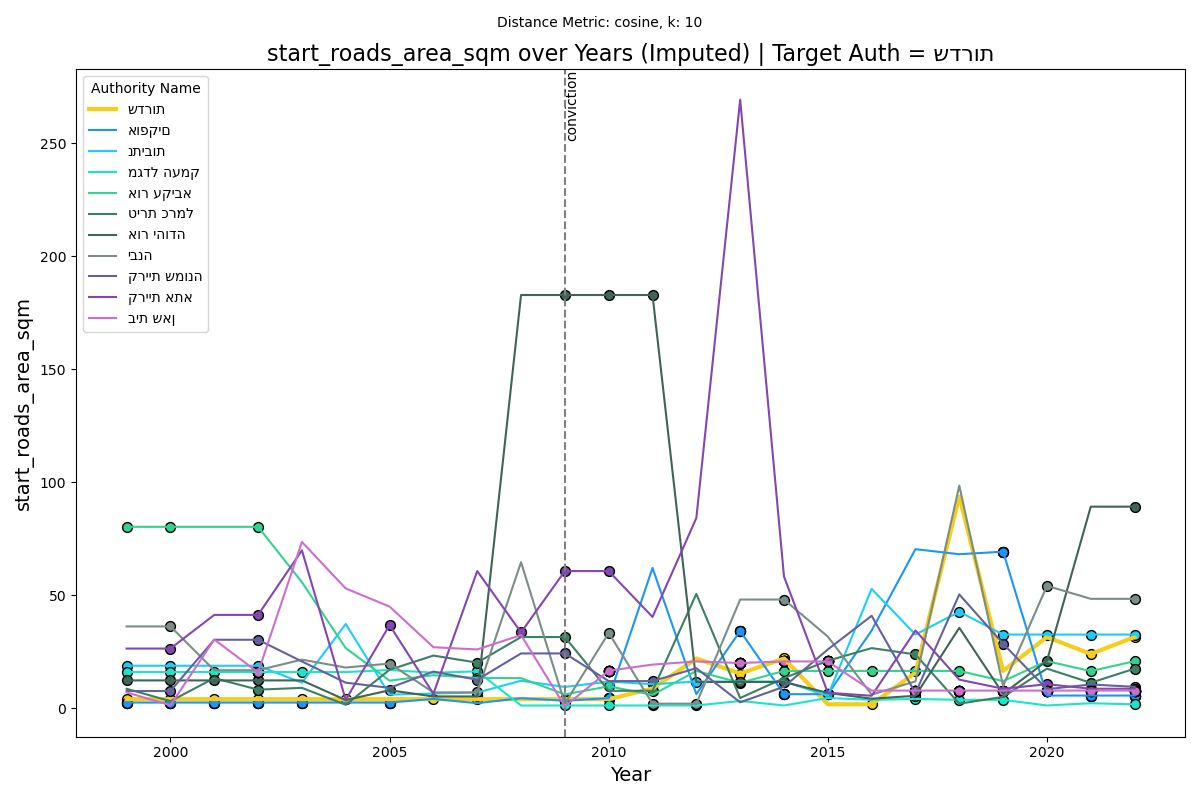 Distance Metric: cosine, k: 10
start_roads_area_sqm over Years (Imputed) | Target Auth = שדרות
Authority Name
שדרות
אופקים
נתיבות
מגדל העמק
אור עקיבא
טירת כרמל
אור יהודה
יבנה
קריית שמונה
קריית אתא
בית שאן
conviction
start_roads_area_sqm
250
200
150
100
50
0
2000 2005 2010 2015 2020
Year